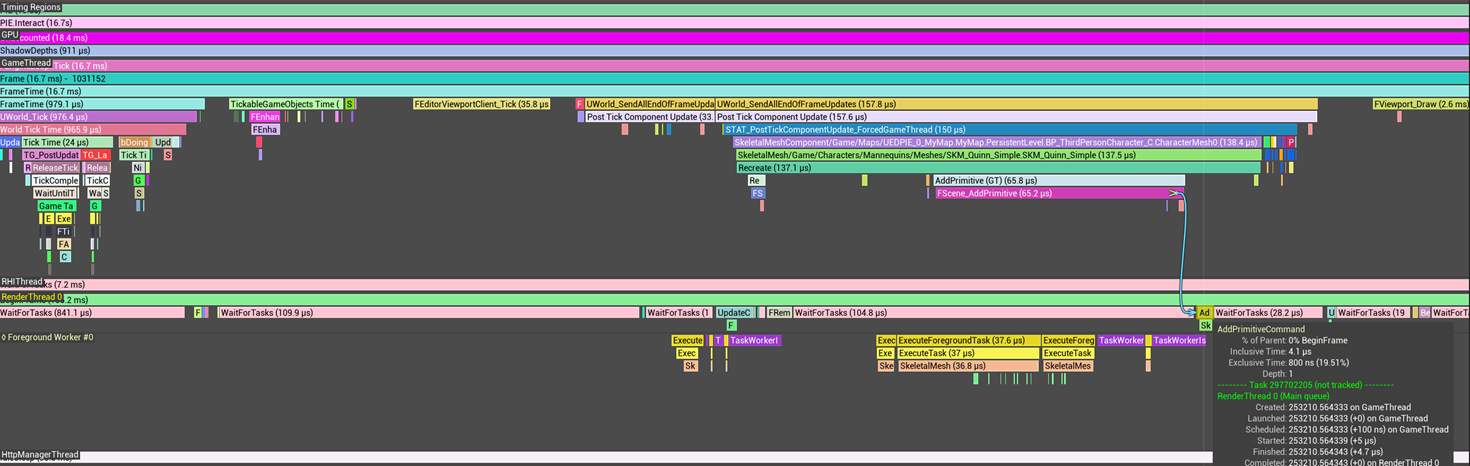 Timing Regions
PIE.Interact (16.7s)
GPU
counted (18.4 ms)
ShadowDepths (911 µs)
GameThread
Tick (16.7 ms)
Frame (16.7 ms) - 1031152
FrameTime (16.7 ms)
FrameTime (979.1 µs) TickableGameObjects Time ( S FEditorViewportClient_Tick (35.8 µs F UWorld_SendAllEndOfFrameUpda UWorld_SendAllEndOfFrameUpdates (157.8 µs) FViewport_Draw (2.6 ms)
UWorld_Tick (976.4 µs) FEnhan Post Tick Component Update (33. Post Tick Component Update (157.6 µs)
World Tick Time (965.9 µs) FEnha STAT_PostTickComponentUpdate_ForcedGameThread (150 µs)
Upda Tick Time (24 µs) bDoing Upd SkeletalMeshComponent/Game/Maps/UEDPIE_0_MyMap.MyMap.PersistentLevel.BP_ThirdPersonCharacter_C.CharacterMesh0 (138.4 µs) P
TG_PostUpdat TG_La Tick Ti S SkeletalMesh/Game/Characters/Mannequins/Meshes/SKM_Quinn_Simple.SKM_Quinn_Simple (137.5 µs)
R ReleaseTick Relea Ni Recreate (137.1 µs)
TickComple TickC G Re AddPrimitive (GT) (65.8 µs)
WaitUntilT Wa S S FS FScene_AddPrimitive (65.2 µs)
Game Ta G
E Exe
FTi
FA
C
RHIThread
Tasks (7.2 ms)
RenderThread 0
.2 ms)
WaitForTasks (841.1 µs) F WaitForTasks (109.9 µs) WaitForTasks (1 UpdateC FRem WaitForTasks (104.8 µs) Ad WaitForTasks (28.2 µs) U WaitForTasks (19 Be WaitForT
F Sk
◊ Foreground Worker #0
Execute T TaskWorkerI Exec ExecuteForegroundTask (37.6 µs) ExecuteForeg TaskWorker TaskWorkerIs
Exec Exe ExecuteTask (37 µs) ExecuteTask
Sk Ske SkeletalMesh (36.8 µs) SkeletalMes
AddPrimitiveCommand
% of Parent: 0% BeginFrame
Inclusive Time: 4.1 µs
Exclusive Time: 800 ns (19.51%)
Depth: 1
-------- Task 297702205 (not tracked) --------
RenderThread 0 (Main queue)
Created: 253210.564333 on GameThread
Launched: 253210.564333 (+0) on GameThread
Scheduled: 253210.564333 (+100 ns) on GameThread
Started: 253210.564339 (+5 µs)
Finished: 253210.564343 (+4.7 µs)
Completed: 253210.564343 (+0) on RenderThread 0
HttpManagerThread